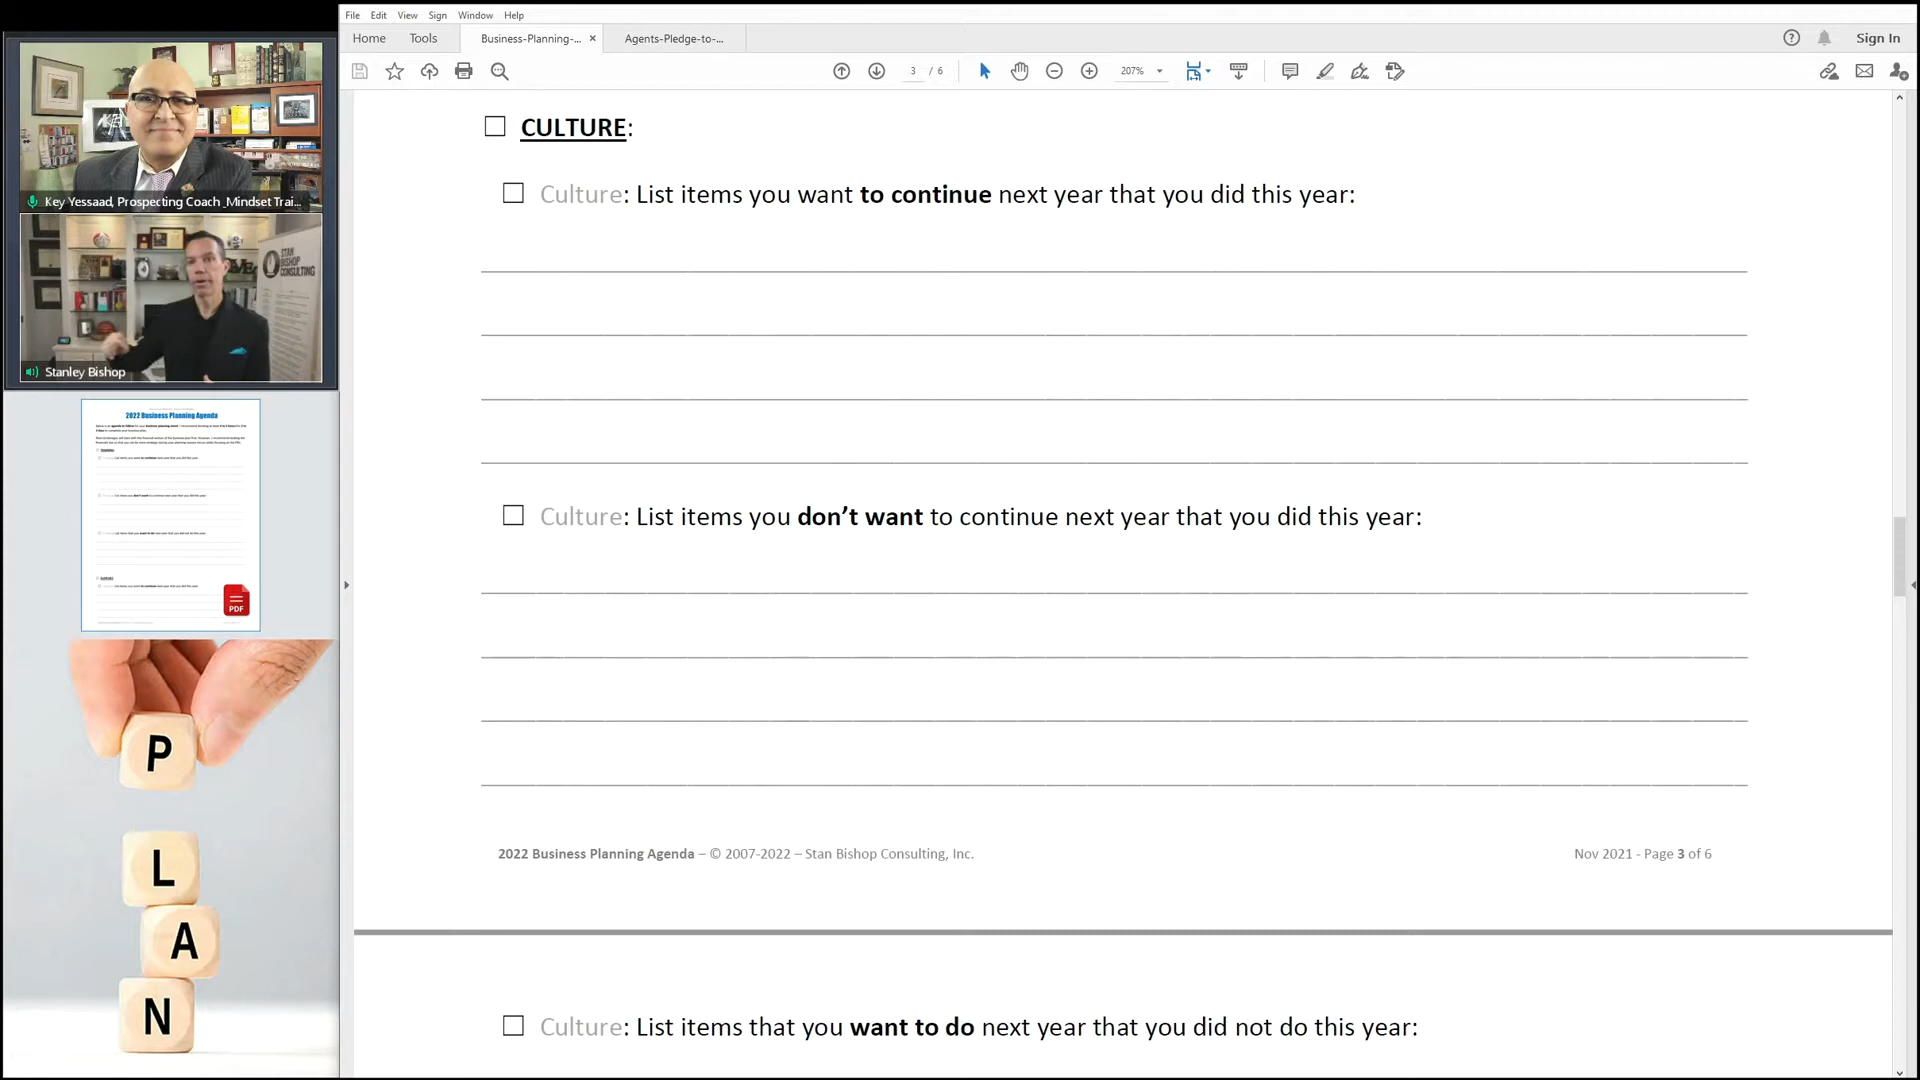 File Edit View Sign Window Help
Home Tools Business-Planning-... × Agents-Pledge-to-... Sign In
3 / 6 207%
Key Yessaad, Prospecting Coach _Mindset Trai...
STAN
BISHOP
CONSULTING
Stanley Bishop
2022 Business Planning Agenda
PDF
P
L
A
N
CULTURE:
Culture: List items you want to continue next year that you did this year:
Culture: List items you don’t want to continue next year that you did this year:
2022 Business Planning Agenda – © 2007-2022 – Stan Bishop Consulting, Inc. Nov 2021 - Page 3 of 6
Culture: List items that you want to do next year that you did not do this year: